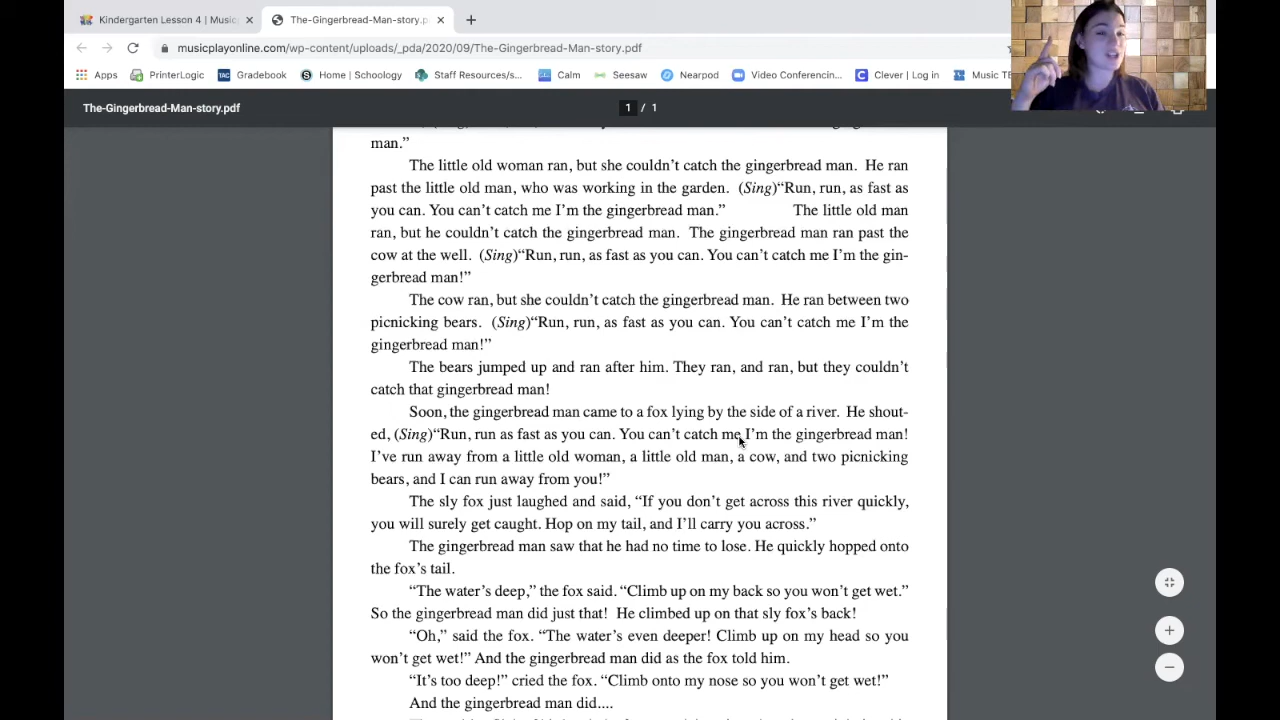 Kindergarten Lesson 4 | Music
The-Gingerbread-Man-story.p
musicplayonline.com/wp-content/uploads/_pda/2020/09/The-Gingerbread-Man-story.pdf
Apps PrinterLogic Gradebook Home | Schoology Staff Resources/s... Calm Seesaw Nearpod Video Conferencin... Clever | Log in Music
The-Gingerbread-Man-story.pdf 1 / 1
man.”
The little old woman ran, but she couldn’t catch the gingerbread man. He ran
past the little old man, who was working in the garden. (Sing)“Run, run, as fast as
you can. You can’t catch me I’m the gingerbread man.” The little old man
ran, but he couldn’t catch the gingerbread man. The gingerbread man ran past the
cow at the well. (Sing)“Run, run, as fast as you can. You can’t catch me I’m the gin-
gerbread man!”
The cow ran, but she couldn’t catch the gingerbread man. He ran between two
picnicking bears. (Sing)“Run, run, as fast as you can. You can’t catch me I’m the
gingerbread man!”
The bears jumped up and ran after him. They ran, and ran, but they couldn’t
catch that gingerbread man!
Soon, the gingerbread man came to a fox lying by the side of a river. He shout-
ed, (Sing)“Run, run as fast as you can. You can’t catch me I’m the gingerbread man!
I’ve run away from a little old woman, a little old man, a cow, and two picnicking
bears, and I can run away from you!”
The sly fox just laughed and said, “If you don’t get across this river quickly,
you will surely get caught. Hop on my tail, and I’ll carry you across.”
The gingerbread man saw that he had no time to lose. He quickly hopped onto
the fox’s tail.
“The water’s deep,” the fox said. “Climb up on my back so you won’t get wet.”
So the gingerbread man did just that! He climbed up on that sly fox’s back!
“Oh,” said the fox. “The water’s even deeper! Climb up on my head so you
won’t get wet!” And the gingerbread man did as the fox told him.
“It’s too deep!” cried the fox. “Climb onto my nose so you won’t get wet!”
And the gingerbread man did....